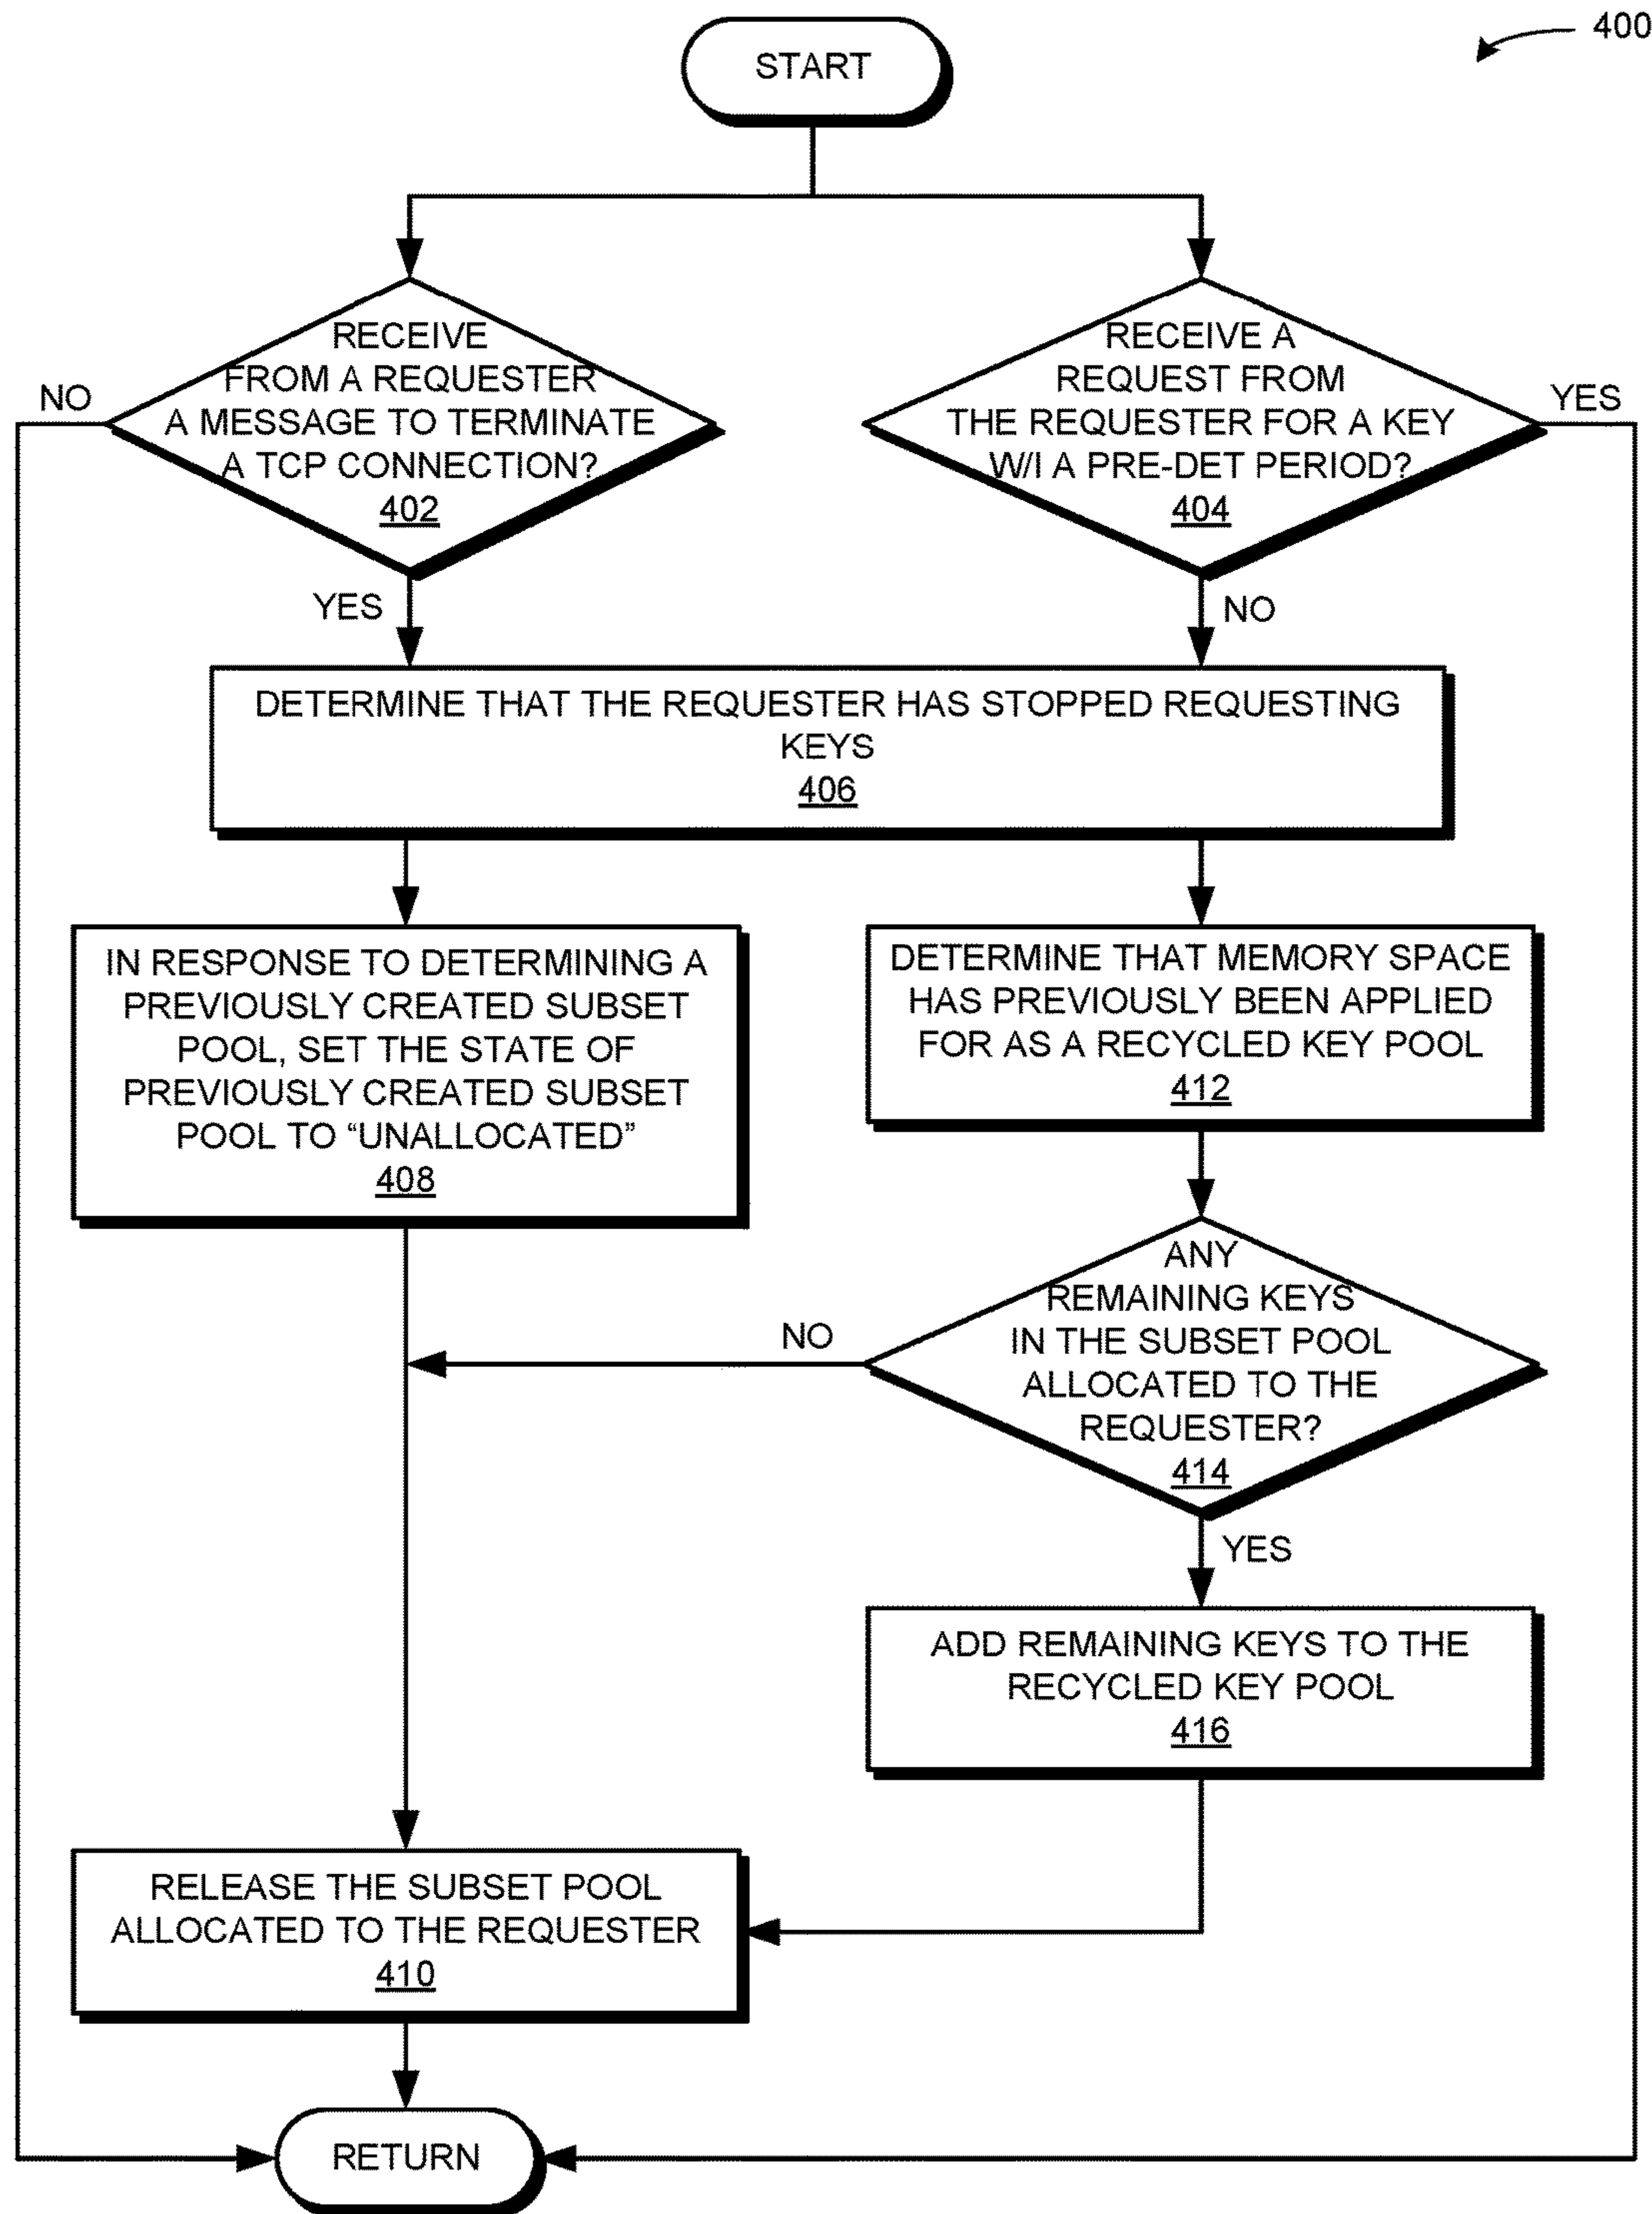 400
START
RECEIVE
FROM A REQUESTER
A MESSAGE TO TERMINATE
A TCP CONNECTION?
402
NO
YES
RECEIVE A
REQUEST FROM
THE REQUESTER FOR A KEY
W/I A PRE-DET PERIOD?
404
YES
NO
DETERMINE THAT THE REQUESTER HAS STOPPED REQUESTING
KEYS
406
IN RESPONSE TO DETERMINING A
PREVIOUSLY CREATED SUBSET
POOL, SET THE STATE OF
PREVIOUSLY CREATED SUBSET
POOL TO “UNALLOCATED”
408
DETERMINE THAT MEMORY SPACE
HAS PREVIOUSLY BEEN APPLIED
FOR AS A RECYCLED KEY POOL
412
ANY
REMAINING KEYS
IN THE SUBSET POOL
ALLOCATED TO THE
REQUESTER?
414
NO
YES
ADD REMAINING KEYS TO THE
RECYCLED KEY POOL
416
RELEASE THE SUBSET POOL
ALLOCATED TO THE REQUESTER
410
RETURN